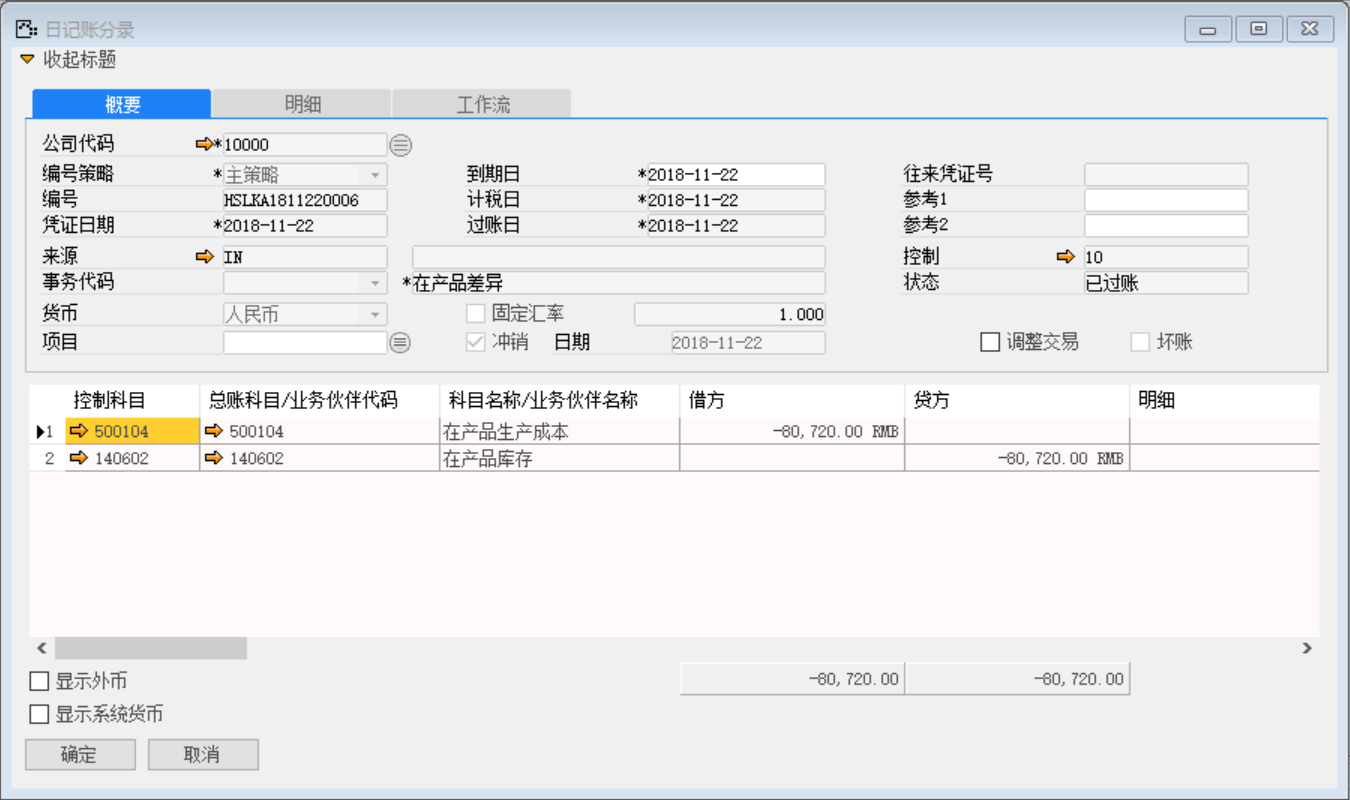 日记账分录
收起标题
概要 明细 工作流
公司代码 *10000
编号策略 *主策略 到期日 *2018-11-22 往来凭证号
编号 HSLKA1811220006 计税日 *2018-11-22 参考1
凭证日期 *2018-11-22 过账日 *2018-11-22 参考2
来源 IN 控制 10
事务代码 *在产品差异 状态 已过账
货币 人民币 固定汇率 1.000
项目 冲销 日期 2018-11-22 调整交易 坏账
控制科目 总账科目/业务伙伴代码 科目名称/业务伙伴名称 借方 贷方 明细
1 500104 500104 在产品生产成本 -80,720.00 RMB
2 140602 140602 在产品库存 -80,720.00 RMB
显示外币 -80,720.00 -80,720.00
显示系统货币
确定 取消